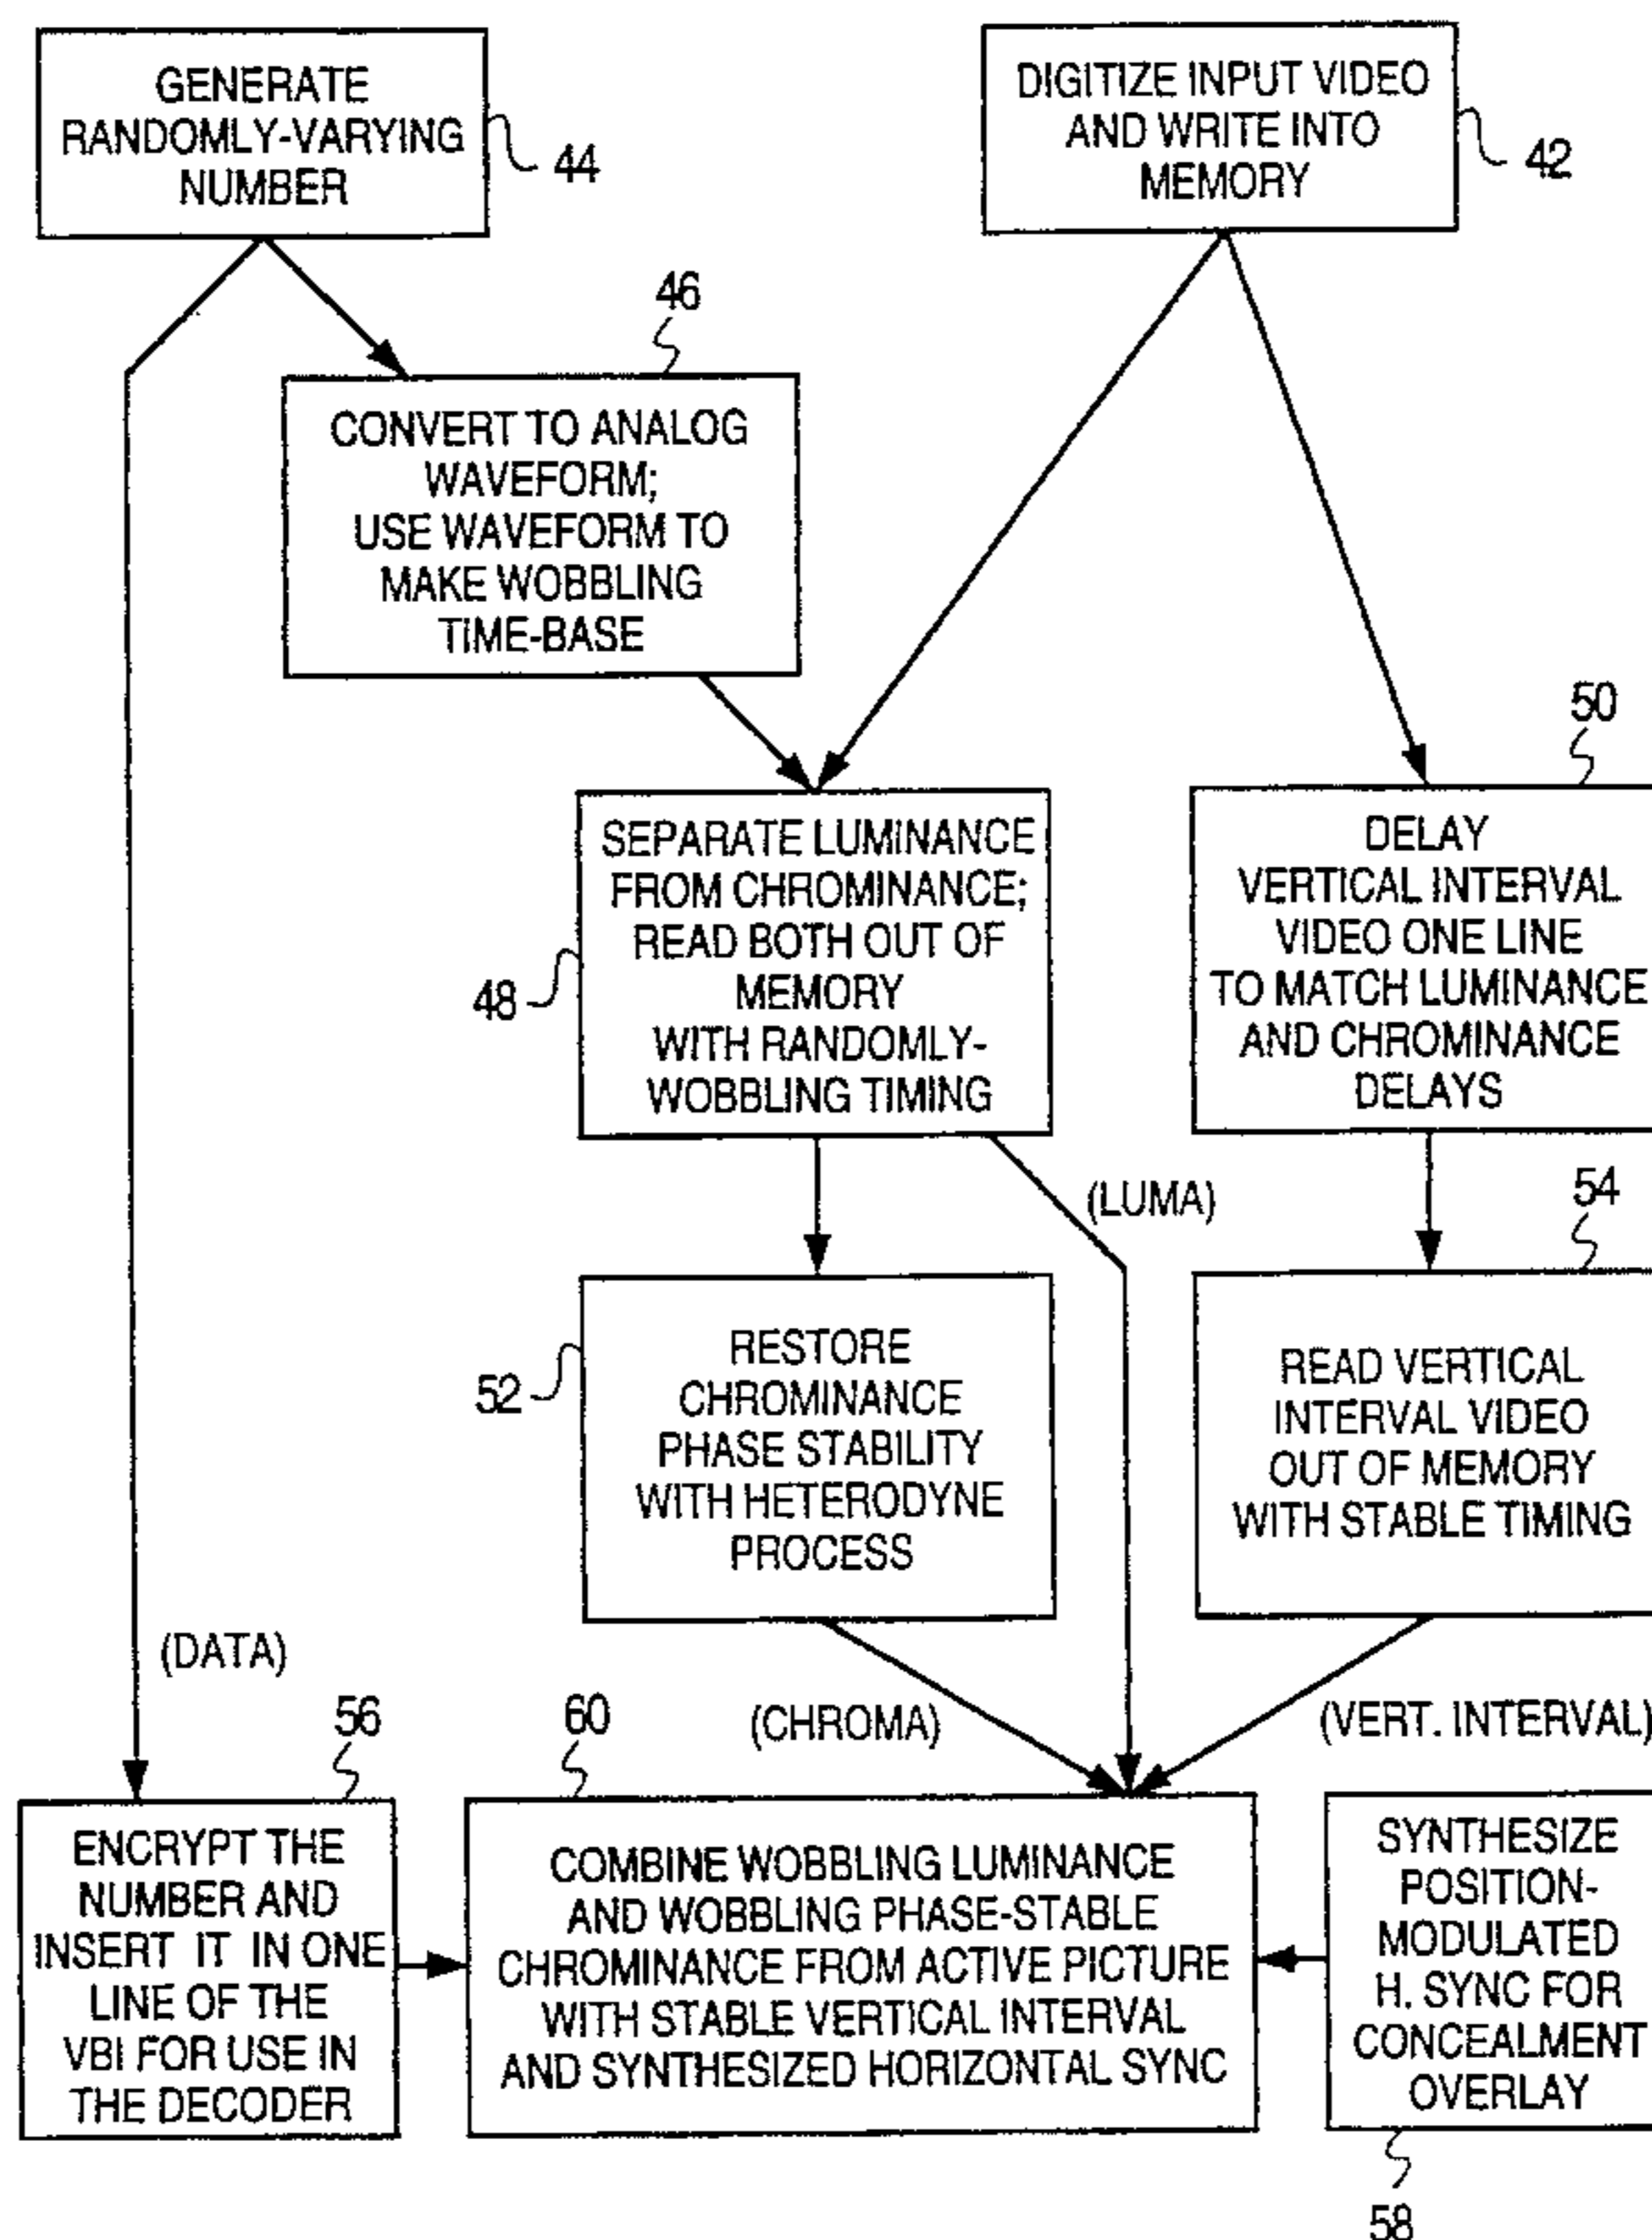 GENERATE
RANDOMLY-VARYING
NUMBER
44
DIGITIZE INPUT VIDEO
AND WRITE INTO
MEMORY
42
46
CONVERT TO ANALOG
WAVEFORM;
USE WAVEFORM TO
MAKE WOBBLING
TIME-BASE
48
SEPARATE LUMINANCE
FROM CHROMINANCE;
READ BOTH OUT OF
MEMORY
WITH RANDOMLY-
WOBBLING TIMING
50
DELAY
VERTICAL INTERVAL
VIDEO ONE LINE
TO MATCH LUMINANCE
AND CHROMINANCE
DELAYS
(LUMA)
52
RESTORE
CHROMINANCE
PHASE STABILITY
WITH HETERODYNE
PROCESS
54
READ VERTICAL
INTERVAL VIDEO
OUT OF MEMORY
WITH STABLE TIMING
(DATA)
(CHROMA)
(VERT. INTERVAL)
56
ENCRYPT THE
NUMBER AND
INSERT IT IN ONE
LINE OF THE
VBI FOR USE IN
THE DECODER
60
COMBINE WOBBLING LUMINANCE
AND WOBBLING PHASE-STABLE
CHROMINANCE FROM ACTIVE PICTURE
WITH STABLE VERTICAL INTERVAL
AND SYNTHESIZED HORIZONTAL SYNC
SYNTHESIZE
POSITION-
MODULATED
H. SYNC FOR
CONCEALMENT
OVERLAY
58